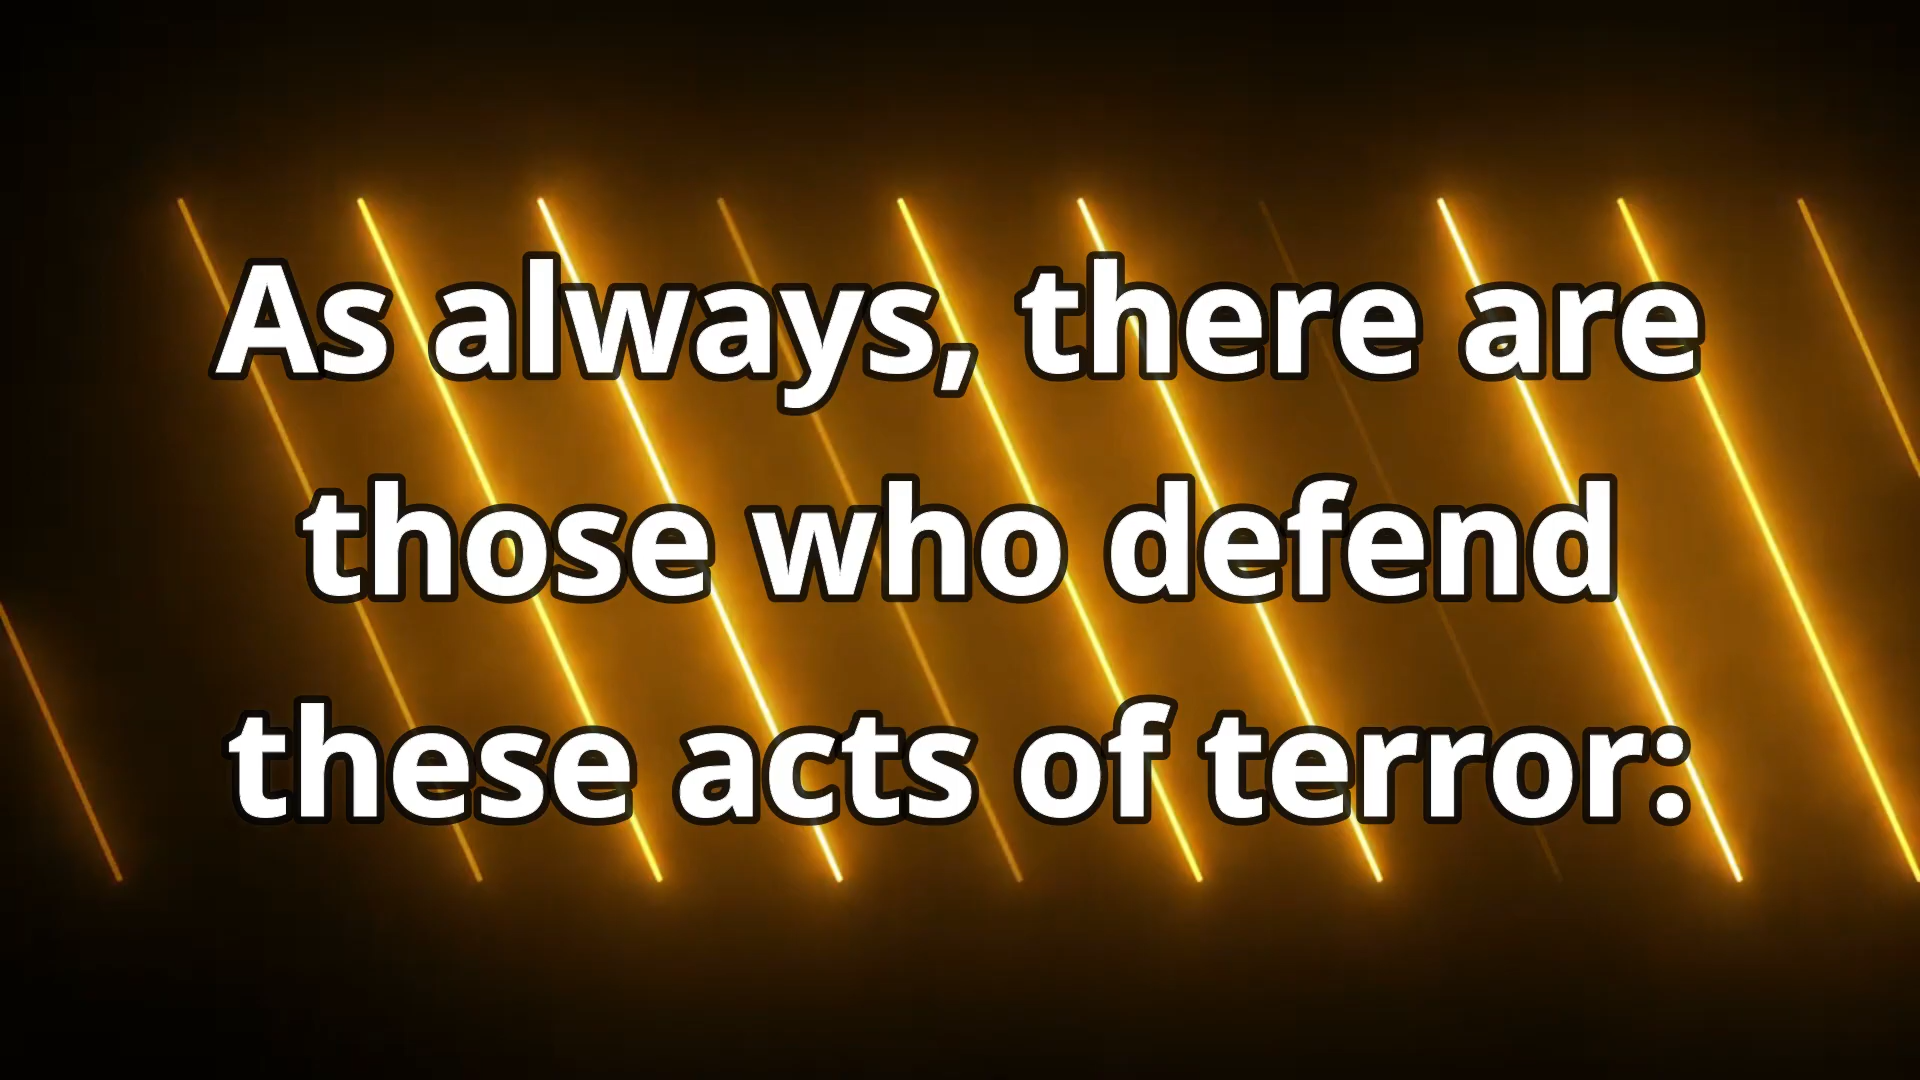 As always, there are
those who defend
these acts of terror: